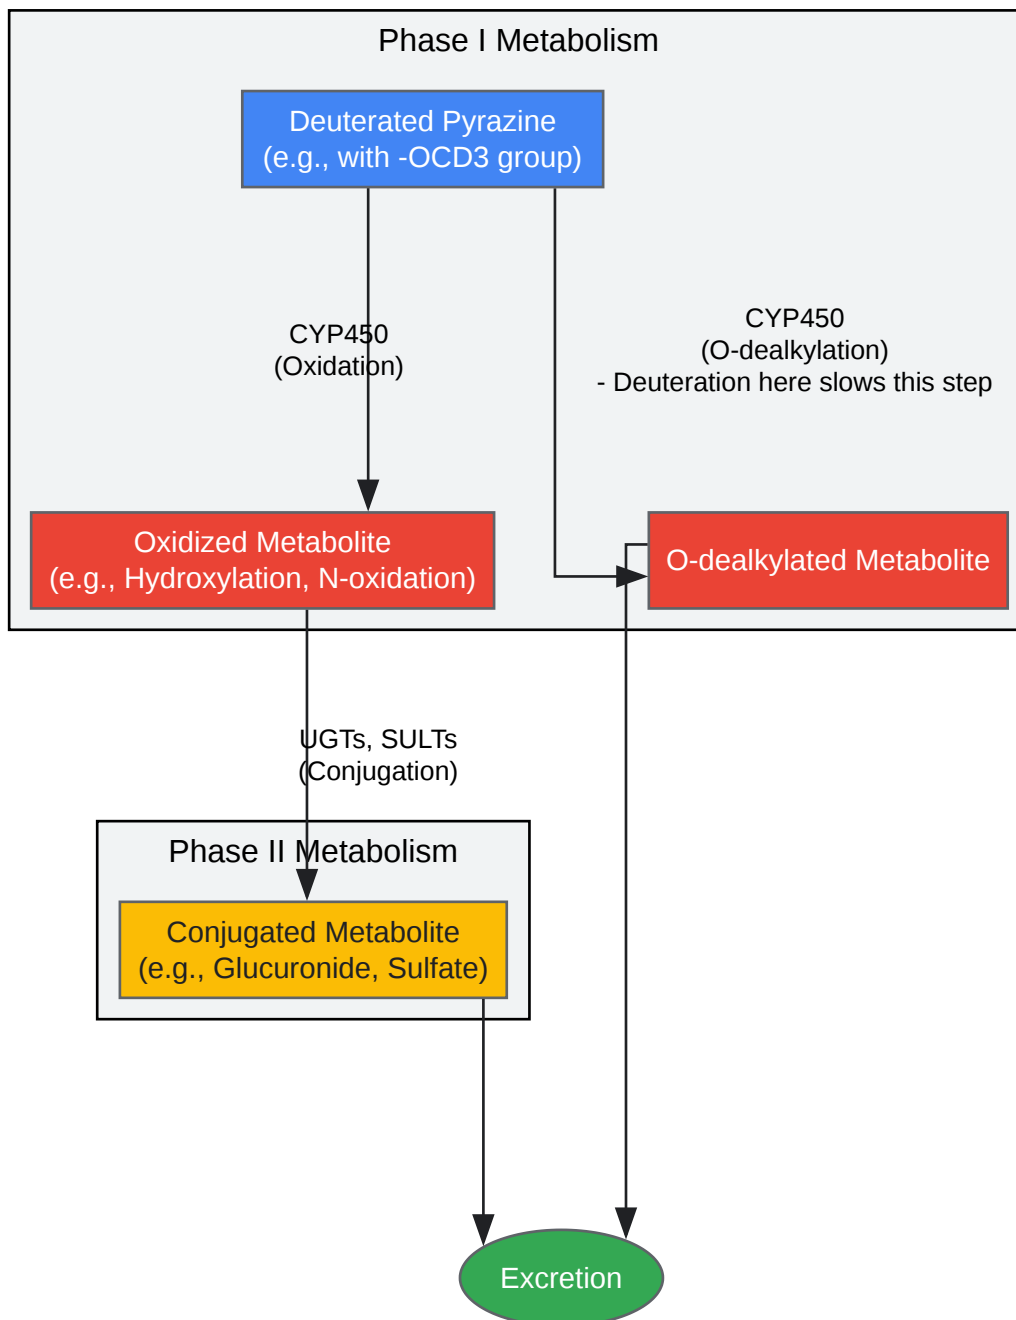 Phase I Metabolism
Deuterated Pyrazine
(e.g., with -OCD3 group)
CYP450
(Oxidation)
CYP450
(O-dealkylation)
- Deuteration here slows this step
Oxidized Metabolite
(e.g., Hydroxylation, N-oxidation)
O-dealkylated Metabolite
UGTs, SULTs
(Conjugation)
Phase II Metabolism
Conjugated Metabolite
(e.g., Glucuronide, Sulfate)
Excretion